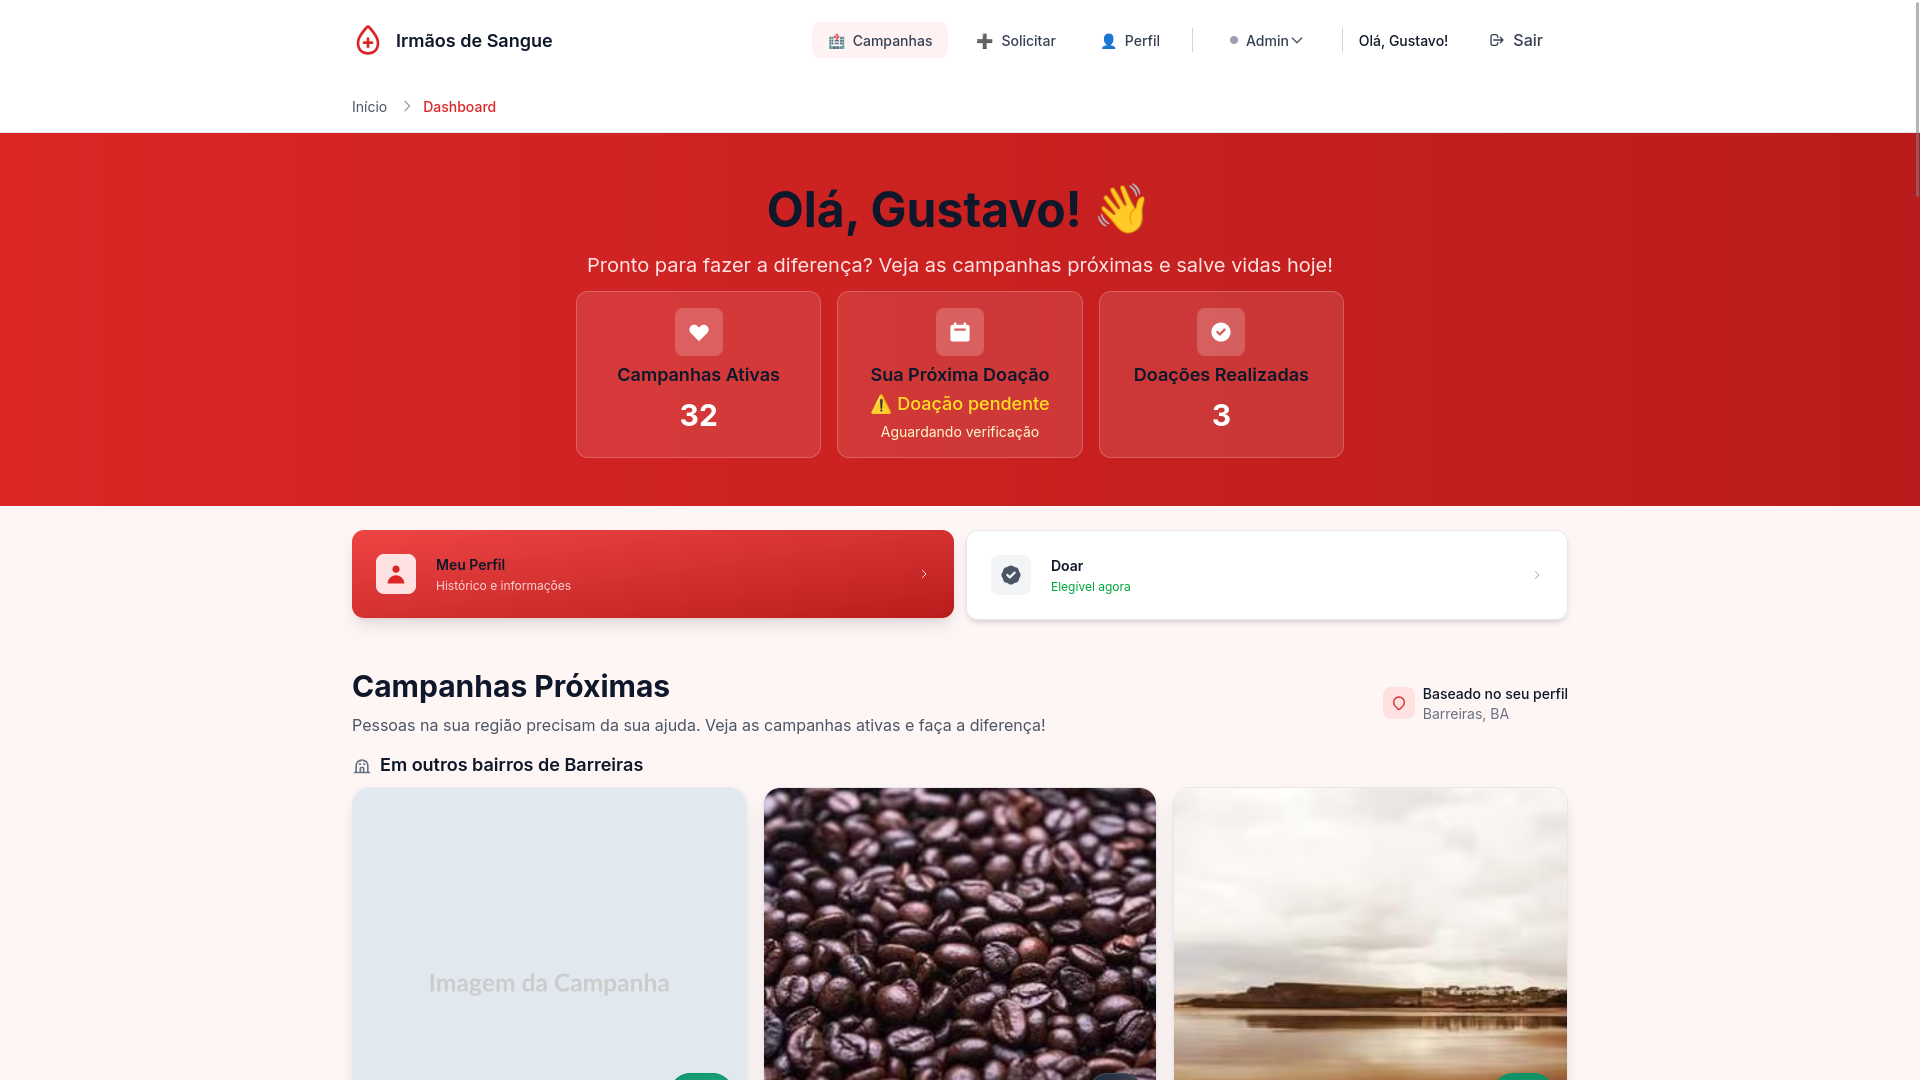 Irmãos de Sangue
Campanhas
Solicitar
Perfil
Admin
Olá, Gustavo!
Sair
Início
Dashboard
Olá, Gustavo! 👋
Pronto para fazer a diferença? Veja as campanhas próximas e salve vidas hoje!
Campanhas Ativas
32
Sua Próxima Doação
⚠️ Doação pendente
Aguardando verificação
Doações Realizadas
3
Meu Perfil
Histórico e informações
Doar
Elegível agora
Campanhas Próximas
Pessoas na sua região precisam da sua ajuda. Veja as campanhas ativas e faça a diferença!
Baseado no seu perfil
Barreiras, BA
Em outros bairros de Barreiras
Imagem da Campanha